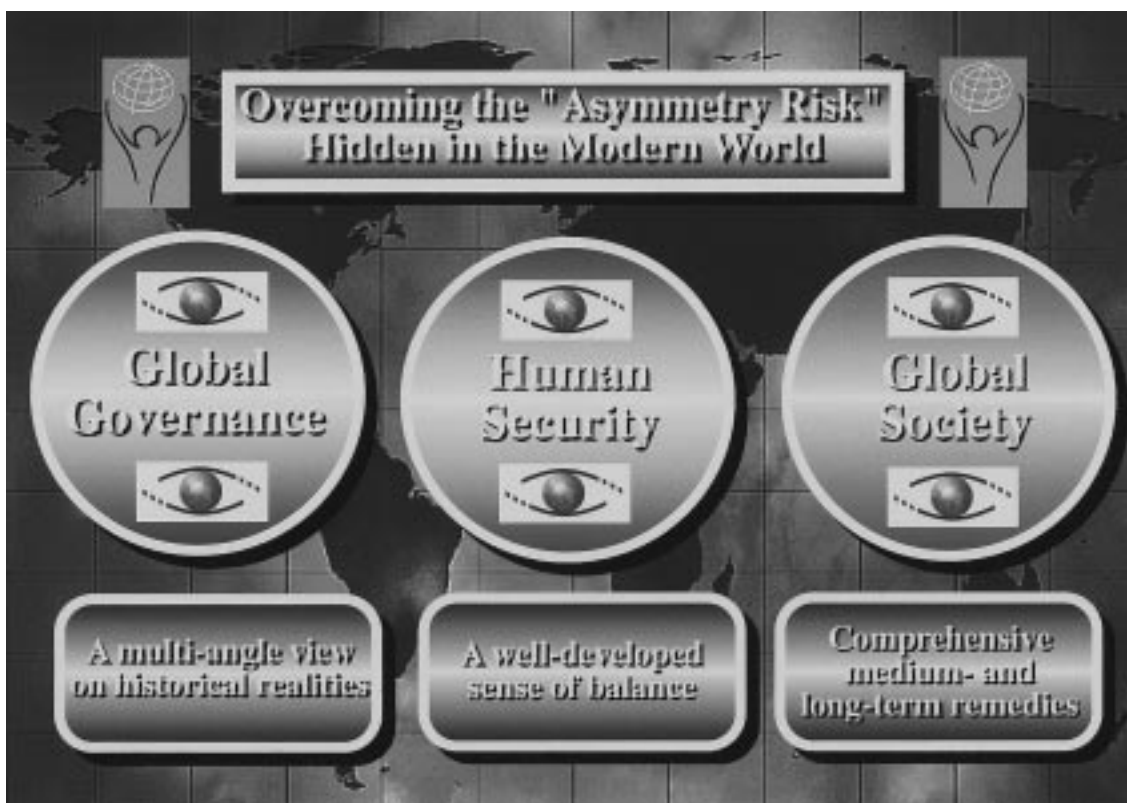 Overcoming the "Asymmetry Risk"
Hidden in the Modern World
Global
Governance
Human
Security
Global
Society
A multi-angle view
on historical realities
A well-developed
sense of balance
Comprehensive
medium- and
long-term remedies